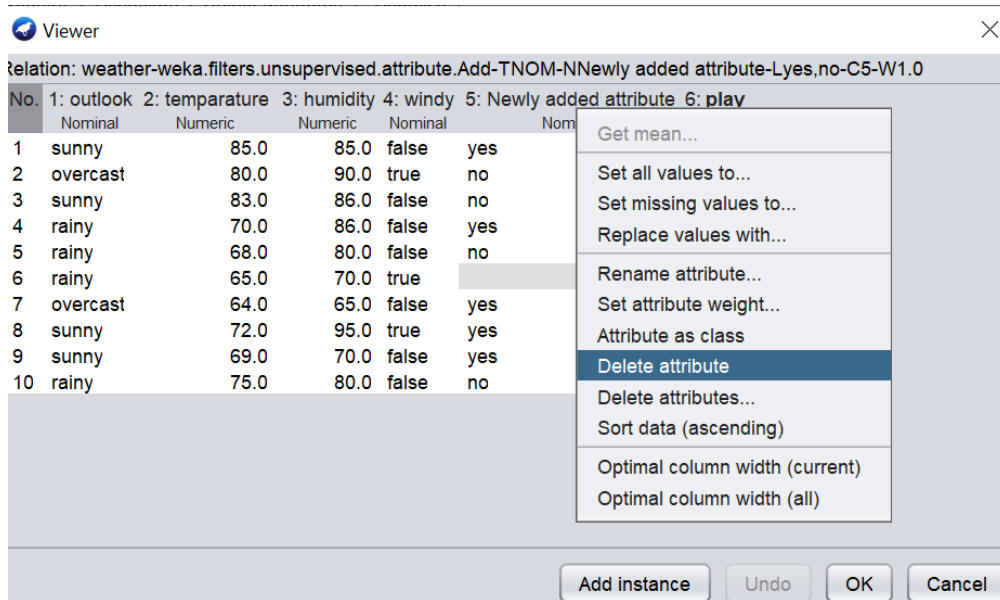 Viewer
Relation: weather-weka.filters.unsupervised.attribute.Add-TNOM-NNewly added attribute-Lyes,no-C5-W1.0
No. 1: outlook 2: temparature 3: humidity 4: windy 5: Newly added attribute 6: play
Nominal Numeric Numeric Nominal Nom
1 sunny 85.0 85.0 false yes
2 overcast 80.0 90.0 true no
3 sunny 83.0 86.0 false no
4 rainy 70.0 86.0 false yes
5 rainy 68.0 80.0 false no
6 rainy 65.0 70.0 true
7 overcast 64.0 65.0 false yes
8 sunny 72.0 95.0 true yes
9 sunny 69.0 70.0 false yes
10 rainy 75.0 80.0 false no
Get mean...
Set all values to...
Set missing values to...
Replace values with...
Rename attribute...
Set attribute weight...
Attribute as class
Delete attribute
Delete attributes...
Sort data (ascending)
Optimal column width (current)
Optimal column width (all)
Add instance Undo OK Cancel